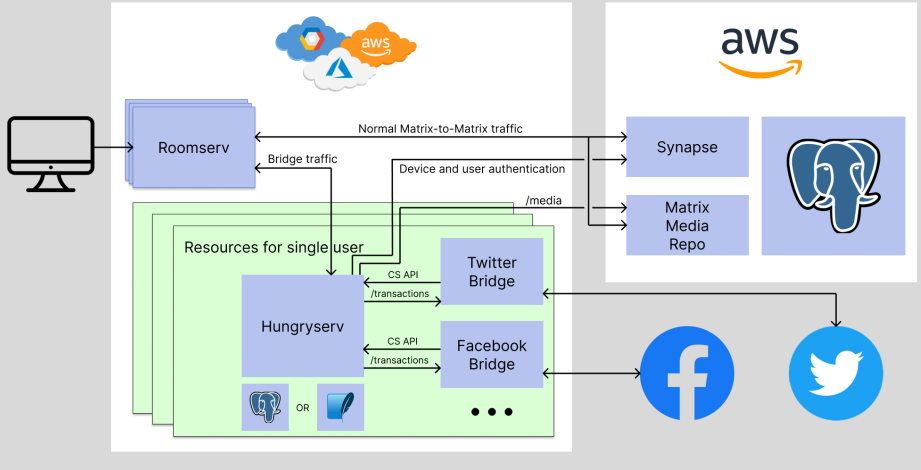 aws
aws
Roomserv
Normal Matrix-to-Matrix traffic
Bridge traffic
Device and user authentication
/media
Synapse
Matrix
Media
Repo
Resources for single user
Hungryserv
CS API
/transactions
Twitter
Bridge
CS API
/transactions
Facebook
Bridge
OR